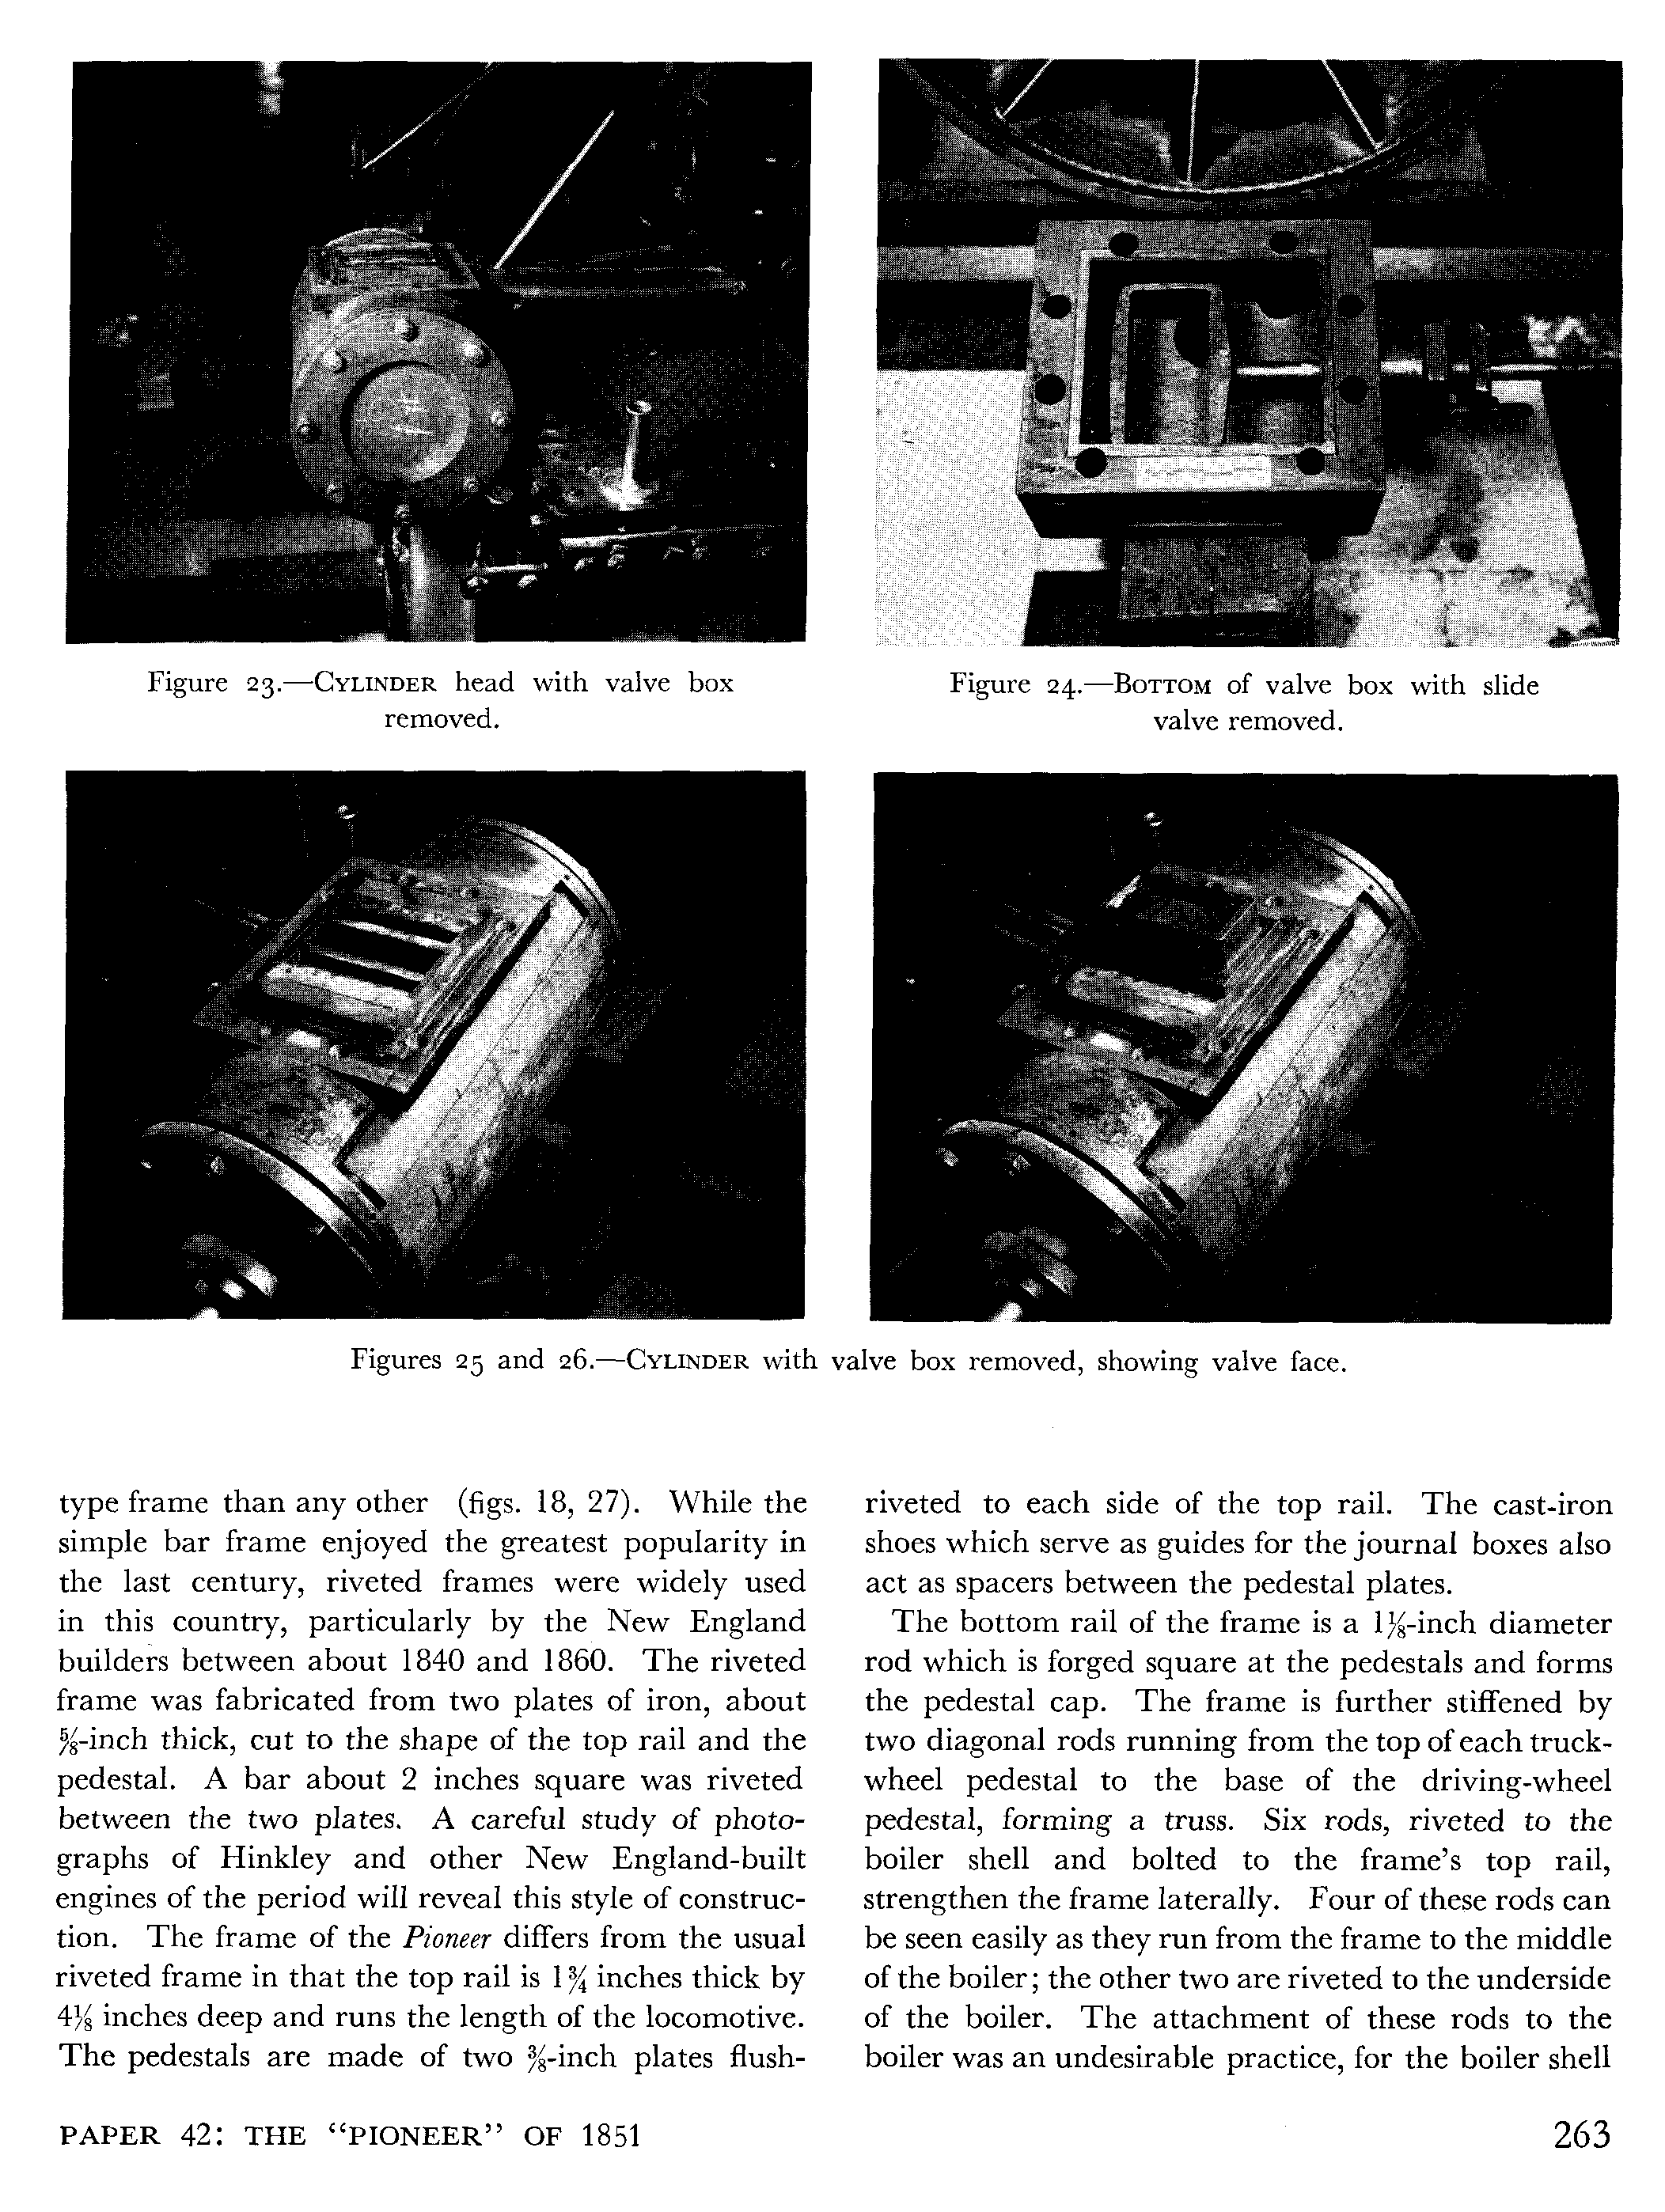 Figure 23.—CYLINDER head with valve box
removed.
Figure 24.—BOTTOM of valve box with slide
valve removed.
Figures 25 and 26.—CYLINDER with valve box removed, showing valve face.
type frame than any other (figs. 18, 27). While the
simple bar frame enjoyed the greatest popularity in
the last century, riveted frames were widely used
in this country, particularly by the New England
builders between about 1840 and 1860. The riveted
frame was fabricated from two plates of iron, about
⅝-inch thick, cut to the shape of the top rail and the
pedestal. A bar about 2 inches square was riveted
between the two plates. A careful study of photo-
graphs of Hinkley and other New England-built
engines of the period will reveal this style of construc-
tion. The frame of the Pioneer differs from the usual
riveted frame in that the top rail is 1¾ inches thick by
4⅛ inches deep and runs the length of the locomotive.
The pedestals are made of two ⅜-inch plates flush-
riveted to each side of the top rail. The cast-iron
shoes which serve as guides for the journal boxes also
act as spacers between the pedestal plates.
The bottom rail of the frame is a 1⅛-inch diameter
rod which is forged square at the pedestals and forms
the pedestal cap. The frame is further stiffened by
two diagonal rods running from the top of each truck-
wheel pedestal to the base of the driving-wheel
pedestal, forming a truss. Six rods, riveted to the
boiler shell and bolted to the frame's top rail,
strengthen the frame laterally. Four of these rods can
be seen easily as they run from the frame to the middle
of the boiler; the other two are riveted to the underside
of the boiler. The attachment of these rods to the
boiler was an undesirable practice, for the boiler shell
PAPER 42: THE “PIONEER” OF 1851
263